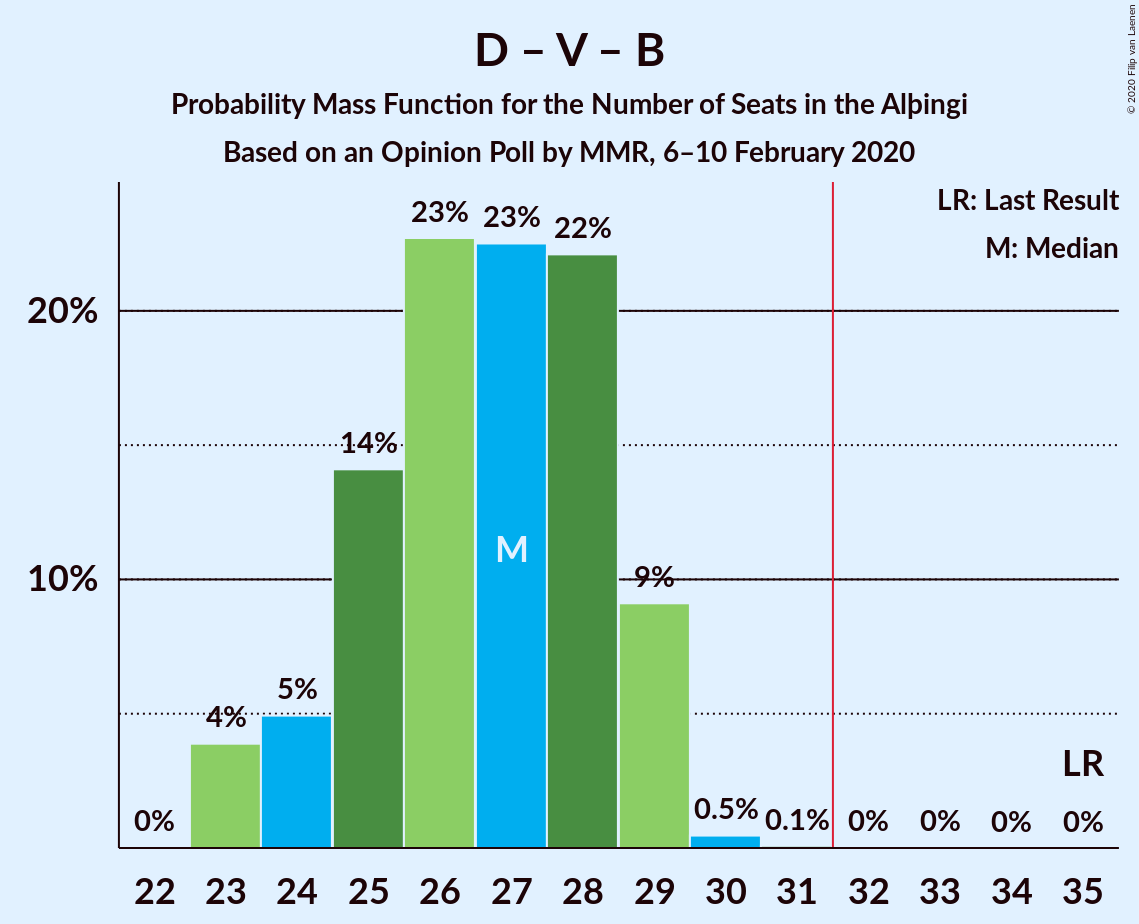 D – V – B
Probability Mass Function for the Number of Seats in the Alþingi
Based on an Opinion Poll by MMR, 6–10 February 2020
© 2020 Filip van Laenen
LR: Last Result
M: Median
20%
10%
0%
4%
5%
14%
23%
23%
22%
9%
0.5%
0.1%
0%
0%
0%
0%
M
LR
22 23 24 25 26 27 28 29 30 31 32 33 34 35